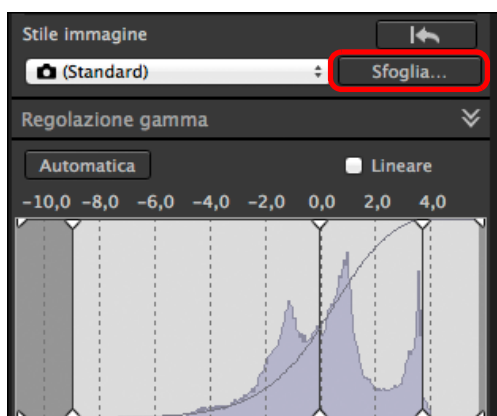 Stile immagine
(Standard) Sfoglia...
Regolazione gamma
Automatica Lineare
-10,0 -8,0 -6,0 -4,0 -2,0 0,0 2,0 4,0